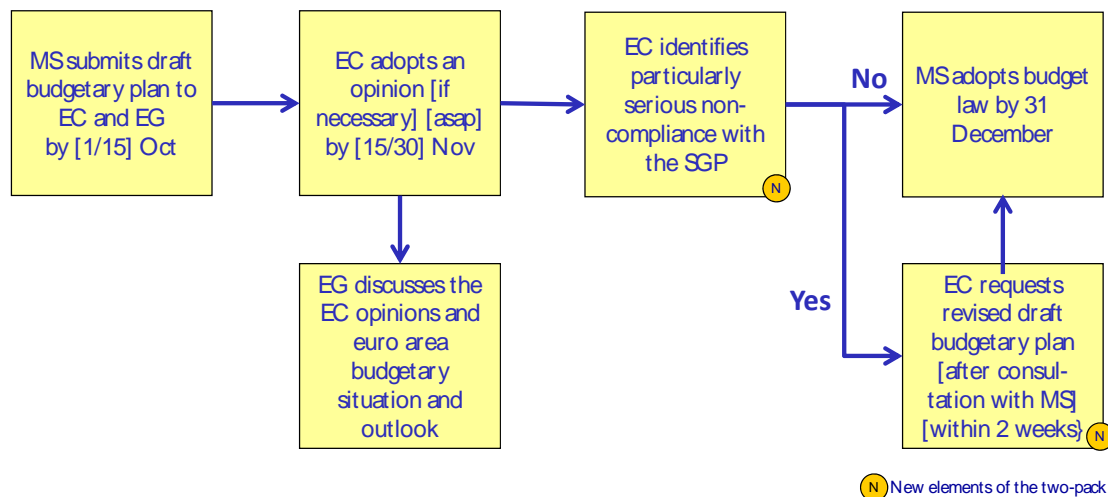 MS submits draft
budgetary plan to
EC and EG
by [1/15] Oct
EC adopts an
opinion [if
necessary] [asap]
by [15/30] Nov
EC identifies
particularly
serious non-
compliance with
the SGP
N
No
MS adopts budget
law by 31
December
EG discusses the
EC opinions and
euro area
budgetary
situation and
outlook
Yes
EC requests
revised draft
budgetary plan
[after consul-
tation with MS]
[within 2 weeks}
N
N New elements of the two-pack